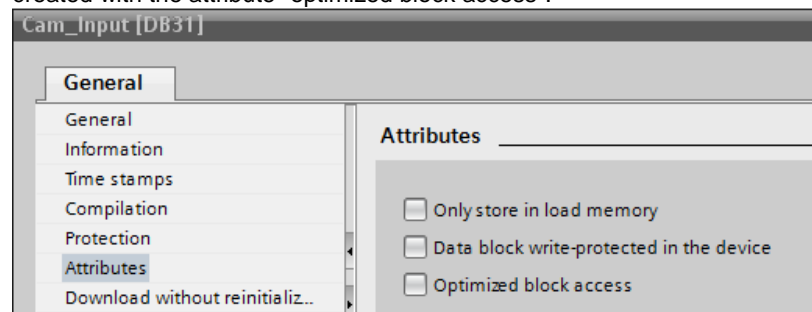 created with the attribute "optimized block access".
Cam_Input [DB31]
General
General
Information
Time stamps
Compilation
Protection
Attributes
Download without reinitializ...
Attributes
Only store in load memory
Data block write-protected in the device
Optimized block access